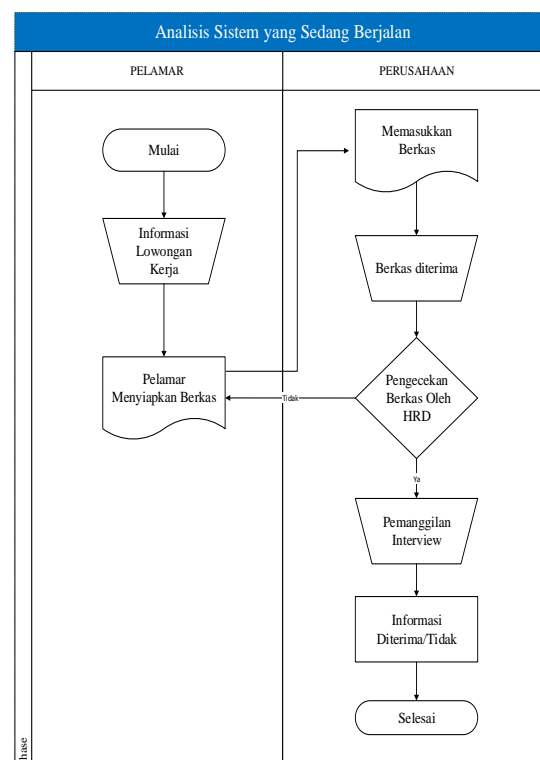 Analisis Sistem yang Sedang Berjalan
PELAMAR
PERUSAHAAN
Mulai
Informasi
Lowongan
Kerja
Pelamar
Menyiapkan Berkas
Memasukkan
Berkas
Berkas diterima
Pengecekan
Berkas Oleh
HRD
Tidak
Ya
Pemanggilan
Interview
Informasi
Diterima/Tidak
Selesai
hase